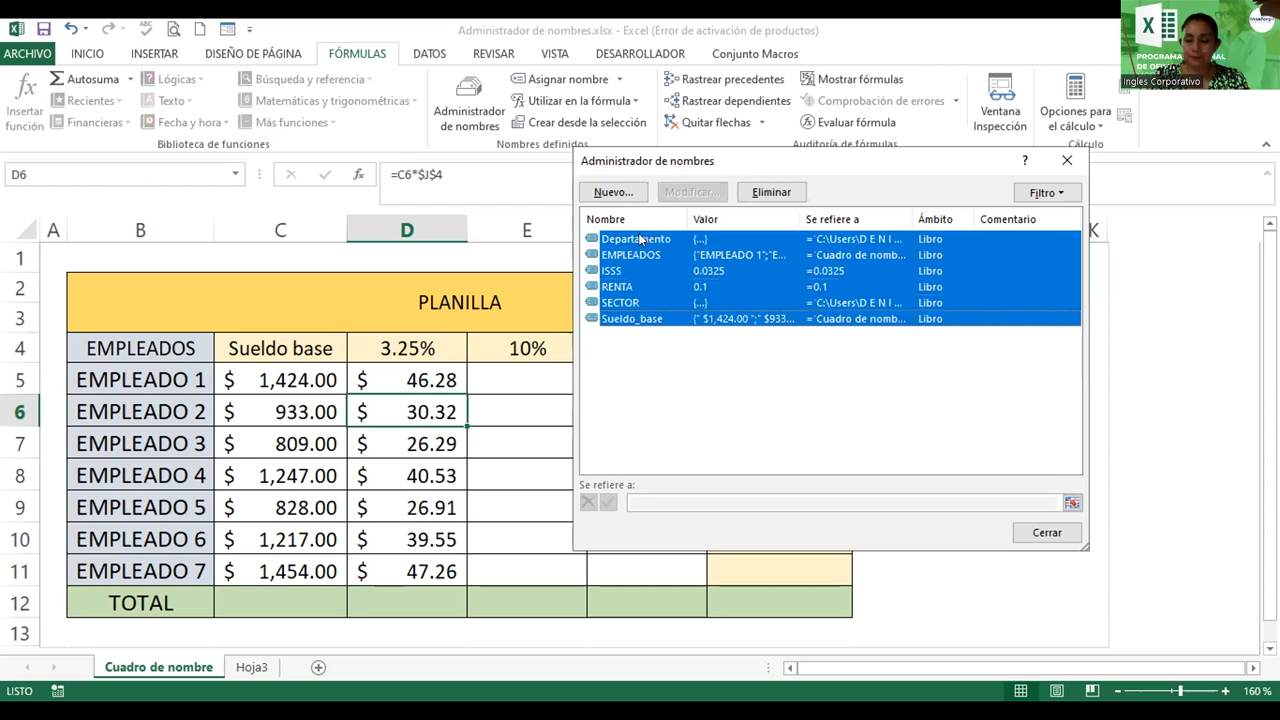 Administrador de nombres.xlsx - Excel (Error de activación de productos)
ARCHIVO INICIO INSERTAR DISEÑO DE PÁGINA FÓRMULAS DATOS REVISAR VISTA DESARROLLADOR Conjunto Macros
Insertar función
Autosuma
Recientes
Financieras
Lógicas
Texto
Fecha y hora
Búsqueda y referencia
Matemáticas y trigonométricas
Más funciones
Biblioteca de funciones
Administrador de nombres
Asignar nombre
Utilizar en la fórmula
Crear desde la selección
Nombres definidos
Rastrear precedentes
Rastrear dependientes
Quitar flechas
Mostrar fórmulas
Comprobación de errores
Evaluar fórmula
Auditoría de fórmulas
Ventana Inspección
Opciones para el cálculo
Cálculo
Ingles Corporativo
D6 =C6*$J$4
A B C D E K
1
2
3
PLANILLA
4 EMPLEADOS Sueldo base 3.25% 10%
5 EMPLEADO 1 $ 1,424.00 $ 46.28
6 EMPLEADO 2 $ 933.00 $ 30.32
7 EMPLEADO 3 $ 809.00 $ 26.29
8 EMPLEADO 4 $ 1,247.00 $ 40.53
9 EMPLEADO 5 $ 828.00 $ 26.91
10 EMPLEADO 6 $ 1,217.00 $ 39.55
11 EMPLEADO 7 $ 1,454.00 $ 47.26
12 TOTAL
13
Administrador de nombres ?
Nuevo... Modificar... Eliminar Filtro
Nombre Valor Se refiere a Ámbito Comentario
Departamento {...} ='C:\Users\D E N I ... Libro
EMPLEADOS {"EMPLEADO 1";"E... ='Cuadro de nomb... Libro
ISSS 0.0325 =0.0325 Libro
RENTA 0.1 =0.1 Libro
SECTOR {...} ='C:\Users\D E N I ... Libro
Sueldo_base {" $1,424.00 ";" $933... ='Cuadro de nomb... Libro
Se refiere a:
Cerrar
Cuadro de nombre Hoja3
LISTO 160 %